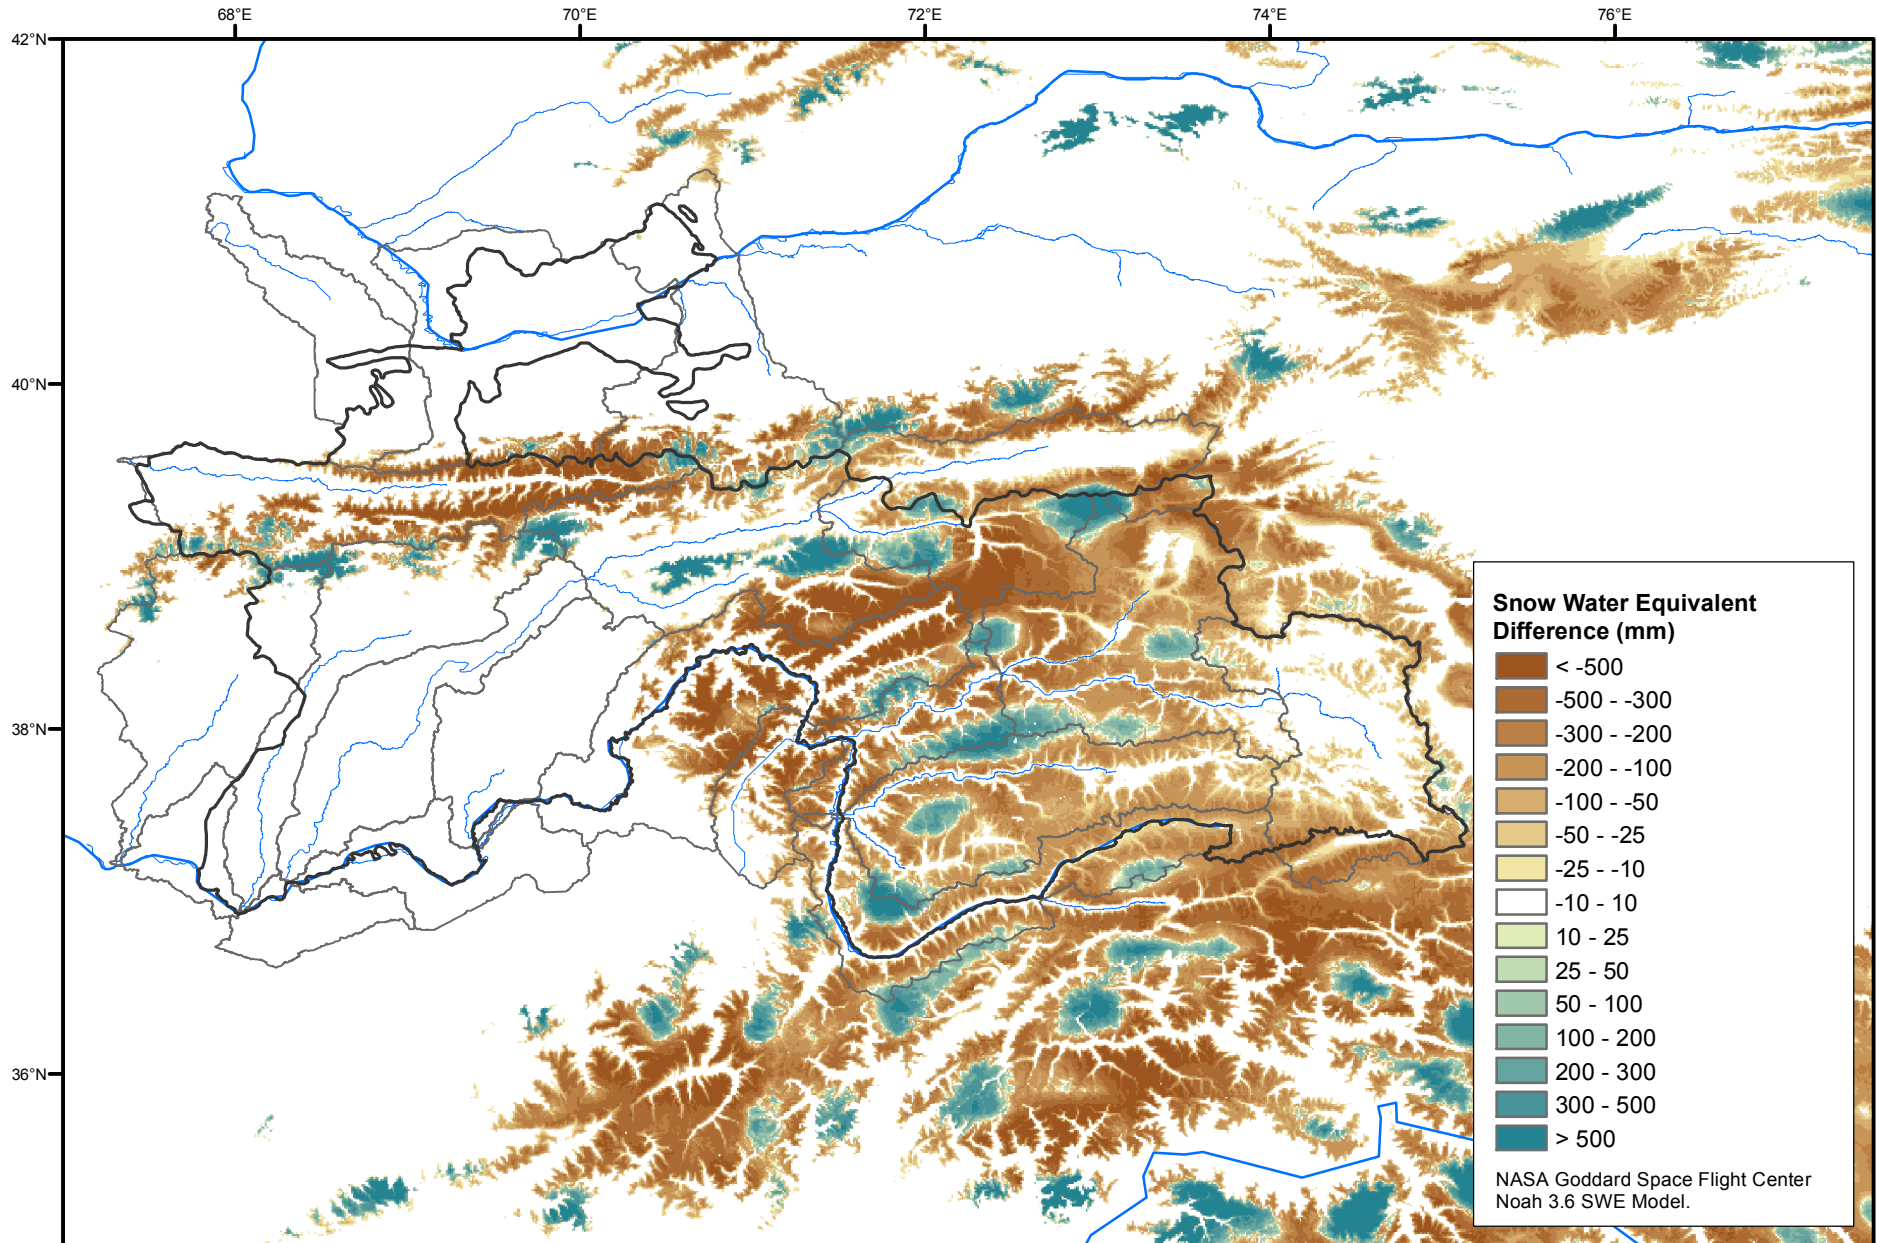 68°E 70°E 72°E 74°E 76°E
42°N
40°N
38°N
36°N
Snow Water Equivalent
Difference (mm)
< -500
-500 - -300
-300 - -200
-200 - -100
-100 - -50
-50 - -25
-25 - -10
-10 - 10
10 - 25
25 - 50
50 - 100
100 - 200
200 - 300
300 - 500
> 500
NASA Goddard Space Flight Center
Noah 3.6 SWE Model.